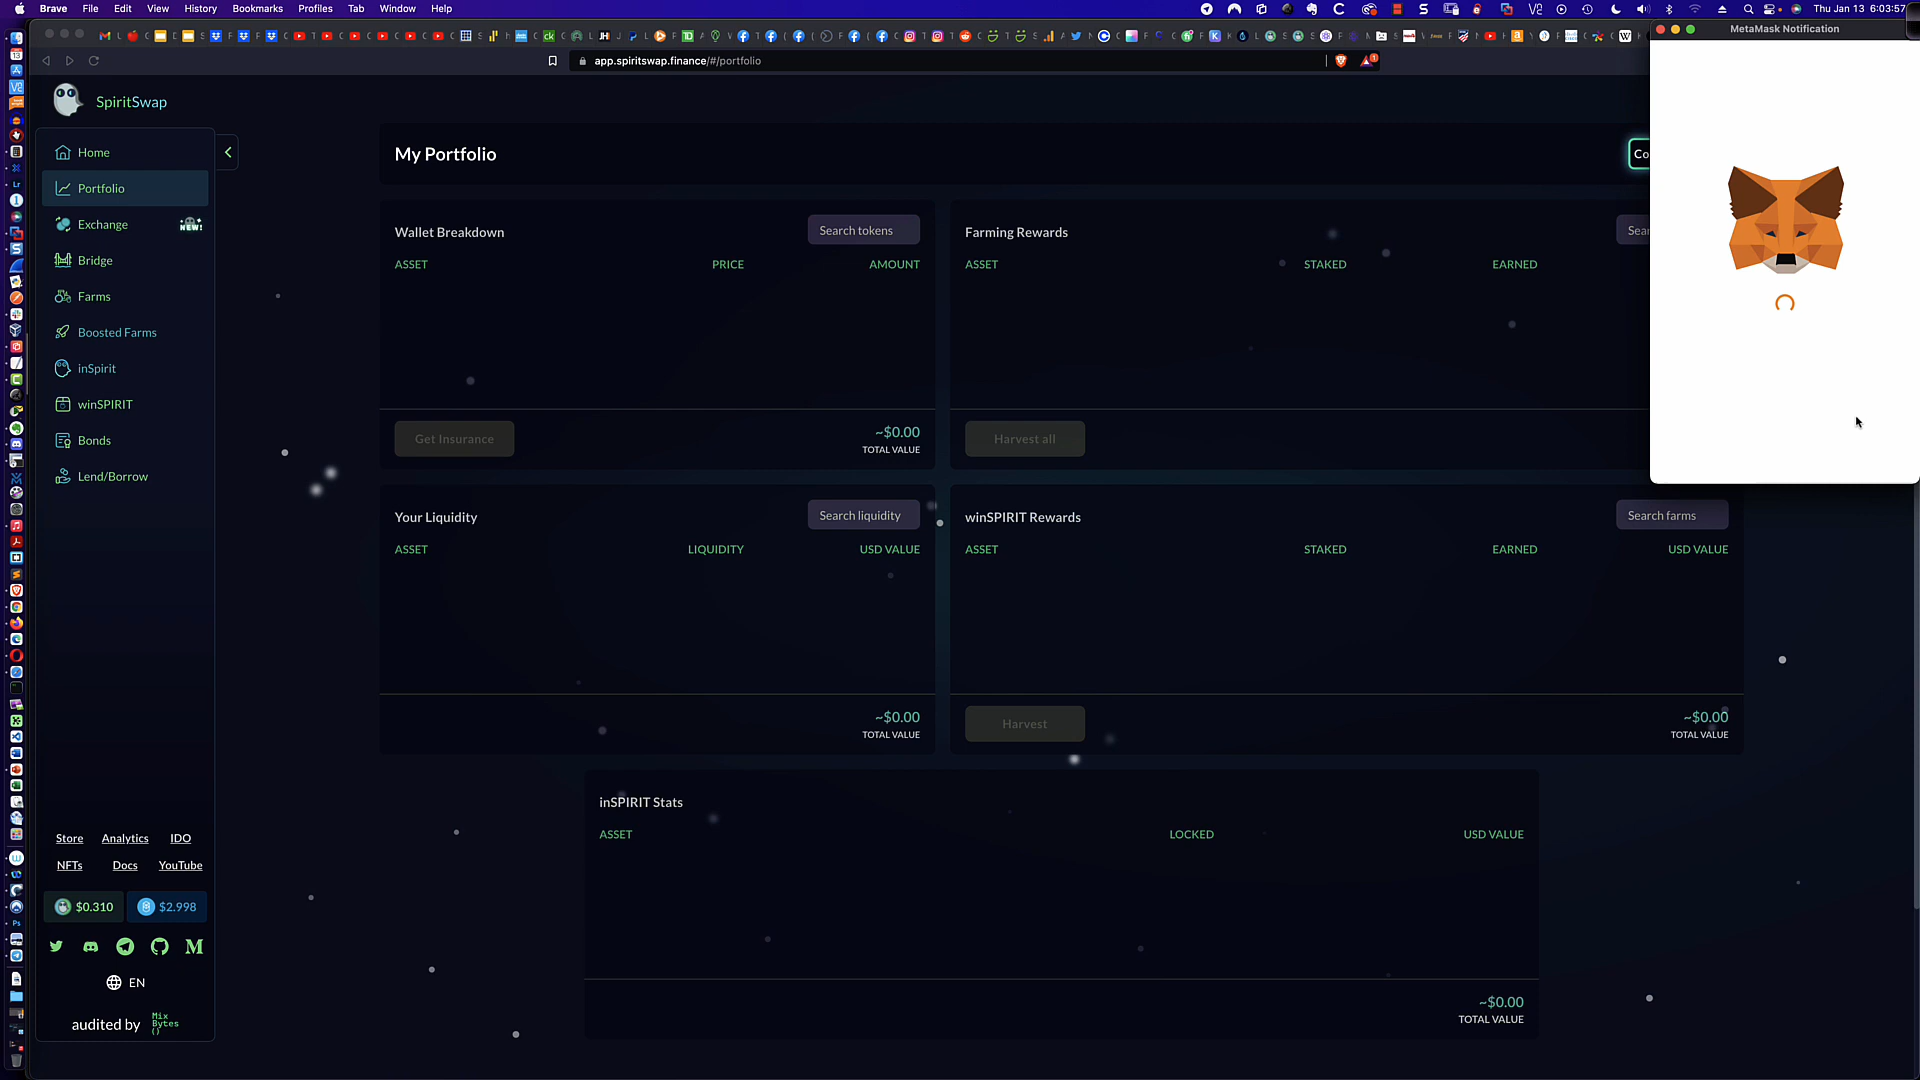 Brave File Edit View History Bookmarks Profiles Tab Window Help
Thu Jan 13 6:03:57
MetaMask Notification
app.spiritswap.finance/#/portfolio
SpiritSwap
Home
Portfolio
Exchange NEW!
Bridge
Farms
Boosted Farms
inSpirit
winSPIRIT
Bonds
Lend/Borrow
Store Analytics IDO
NFTs Docs YouTube
$0.310 $2.998
EN
audited by Mix Bytes ()
My Portfolio
Co
Wallet Breakdown Search tokens
ASSET PRICE AMOUNT
Get Insurance
~$0.00
TOTAL VALUE
Farming Rewards Sear
ASSET STAKED EARNED
Harvest all
Your Liquidity Search liquidity
ASSET LIQUIDITY USD VALUE
~$0.00
TOTAL VALUE
winSPIRIT Rewards Search farms
ASSET STAKED EARNED USD VALUE
Harvest
~$0.00
TOTAL VALUE
inSPIRIT Stats
ASSET LOCKED USD VALUE
~$0.00
TOTAL VALUE